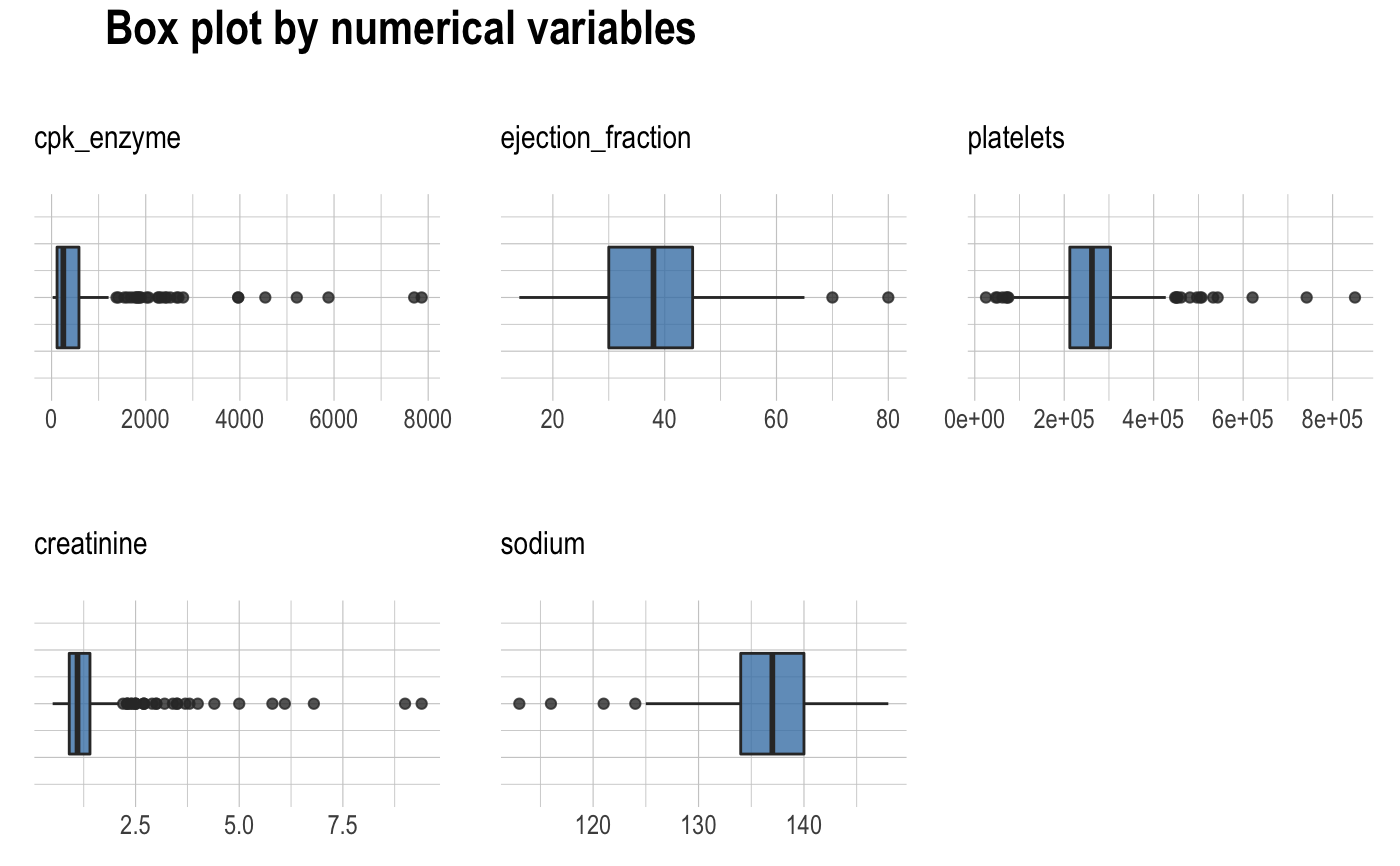 Box plot by numerical variables
cpk_enzyme ejection_fraction platelets
0 2000 4000 6000 8000 20 40 60 80 0e+00 2e+05 4e+05 6e+05 8e+05
creatinine sodium
2.5 5.0 7.5 120 130 140